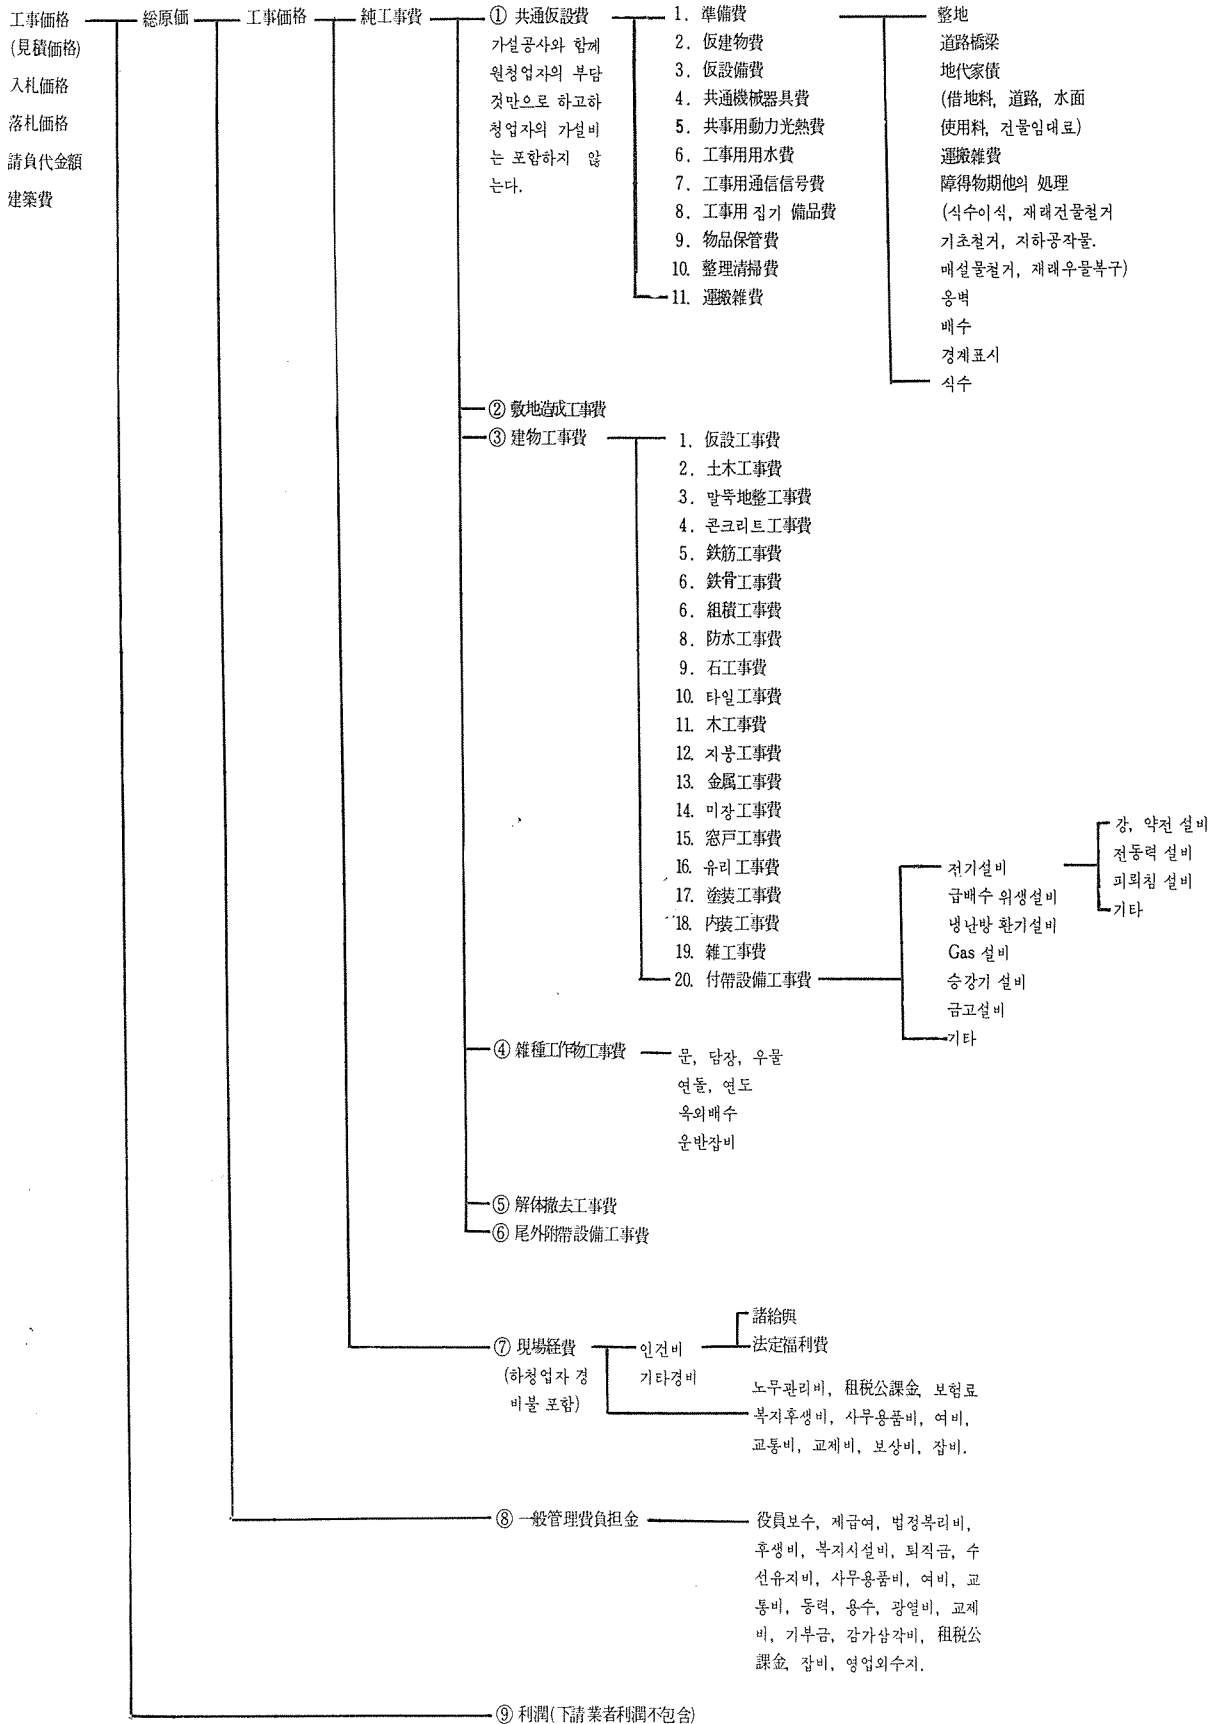 工事価格 総原価 工事価格 純工事費
(見積価格)
入札価格
落札価格
請負代金額
建築費
① 共通仮設費
가설공사와 함께
원청업자의 부담
것만으로 하고하
청업자의 가설비
는 포함하지 않
는다.
1. 準備費
2. 仮建物費
3. 仮設備費
4. 共通機械器具費
5. 共事用動力光熱費
6. 工事用用水費
7. 工事用通信信号費
8. 工事用 집기 備品費
9. 物品保管費
10. 整理清掃費
11. 運搬雑費
整地
道路橋梁
地代家債
(借地料, 道路, 水面
使用料, 건물임대료)
運搬雑費
障得物期他의 処理
(식수이식, 재래건물철거
기초철거, 지하공작물.
매설물철거, 재래우물복구)
옹벽
배수
경계표시
식수
② 敷地造成工事費
③ 建物工事費
1. 仮設工事費
2. 土木工事費
3. 말뚝地整工事費
4. 콘크리트工事費
5. 鉄筋工事費
6. 鉄骨工事費
6. 組積工事費
8. 防水工事費
9. 石工事費
10. 타일工事費
11. 木工事費
12. 지붕工事費
13. 金属工事費
14. 미장工事費
15. 窓戸工事費
16. 유리工事費
17. 塗装工事費
18. 内装工事費
19. 雑工事費
20. 付帯設備工事費
전기설비
급배수 위생설비
냉난방 환기설비
Gas 설비
승강기 설비
금고설비
기타
강, 약전 설비
전동력 설비
피뢰침 설비
기타
④ 雑種工作物工事費
문, 담장, 우물
연돌, 연도
옥외배수
운반잡비
⑤ 解体撤去工事費
⑥ 尾外附帯設備工事費
⑦ 現場経費
(하청업자 경
비불 포함)
인건비
기타경비
諸給與
法定福利費
노무관리비, 租税公課金, 보험료
복지후생비, 사무용품비, 여비,
교통비, 교제비, 보상비, 잡비.
⑧ 一般管理費負担金
役員보수, 제급여, 법정복리비,
후생비, 복지시설비, 퇴직금, 수
선유지비, 사무용품비, 여비, 교
통비, 동력, 용수, 광열비, 교제
비, 기부금, 감가삼각비, 租税公
課金, 잡비, 영업외수지.
⑨ 利潤(下請業者利潤不包含)